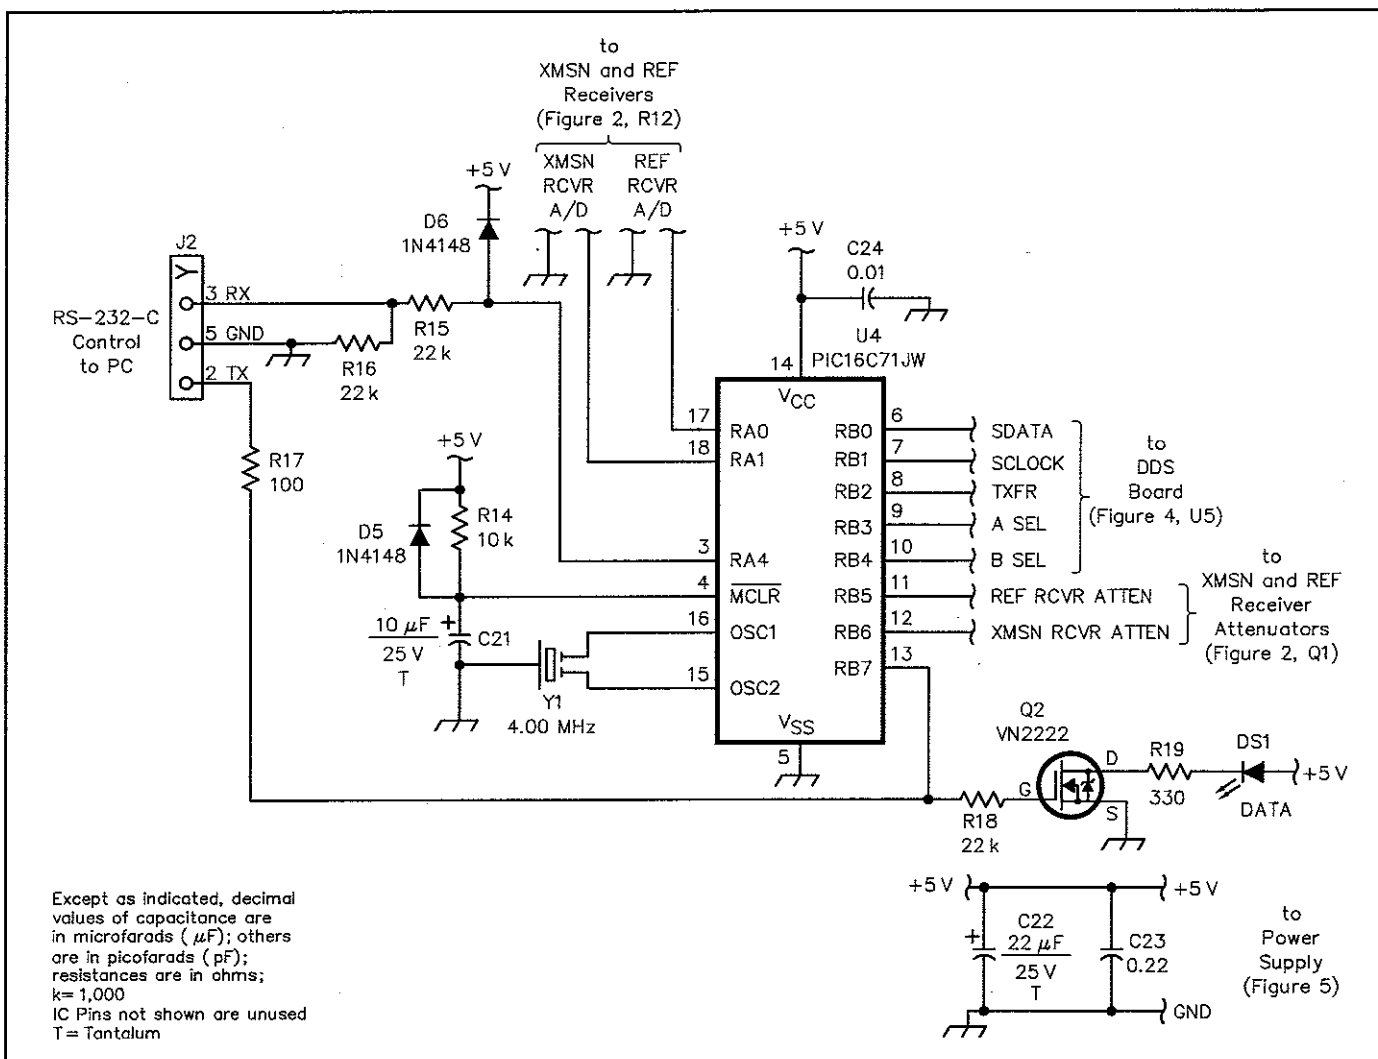 to
XMSN and REF
Receivers
(Figure 2, R12)
XMSN
RCVR
A/D
REF
RCVR
A/D
+5 V
D6
1N4148
J2
Y
3 RX
5 GND
2 TX
RS-232-C
Control
to PC
R15
22 k
R16
22 k
R17
100
+5 V
C24
0.01
U4
PIC16C71JW
14
VCC
17
RA0
18
RA1
3
RA4
4
MCLR
16
OSC1
15
OSC2
VSS
5
RB0
6
SDATA
RB1
7
SCLOCK
RB2
8
TXFR
RB3
9
A SEL
RB4
10
B SEL
RB5
11
REF RCVR ATTEN
RB6
12
XMSN RCVR ATTEN
RB7
13
to
DDS
Board
(Figure 4, U5)
to
XMSN and REF
Receiver
Attenuators
(Figure 2, Q1)
+5 V
D5
1N4148
R14
10 k
+
10 μF
25 V
T
C21
Y1
4.00 MHz
Q2
VN2222
G
D
S
R18
22 k
R19
330
DS1
DATA
+5 V
+5 V
+5 V
+
C22
22 μF
25 V
T
C23
0.22
GND
to
Power
Supply
(Figure 5)
Except as indicated, decimal
values of capacitance are
in microfarads ( μF); others
are in picofarads ( pF);
resistances are in ohms;
k= 1,000
IC Pins not shown are unused
T= Tantalum